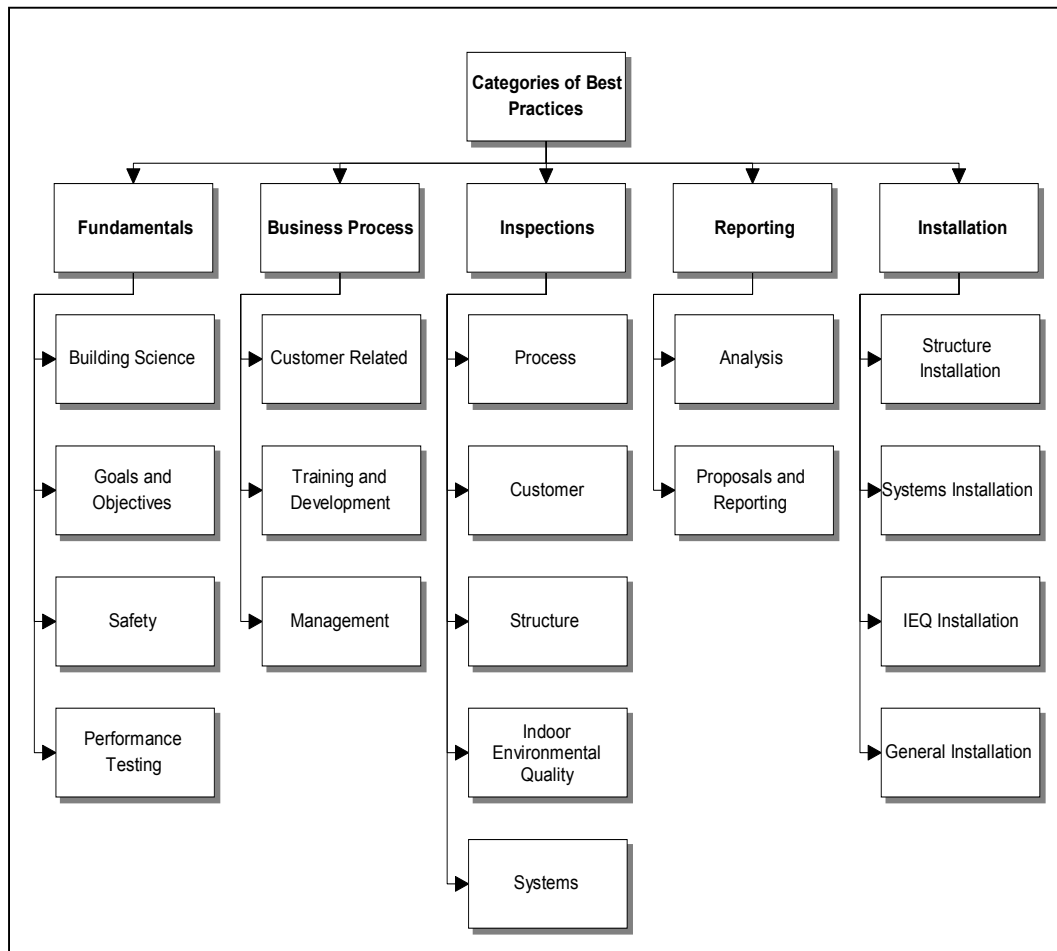 Categories of Best
Practices
Fundamentals
Business Process
Inspections
Reporting
Installation
Building Science
Customer Related
Process
Analysis
Structure
Installation
Goals and
Objectives
Training and
Development
Customer
Proposals and
Reporting
Systems Installation
Safety
Management
Structure
IEQ Installation
Performance
Testing
Indoor
Environmental
Quality
General Installation
Systems